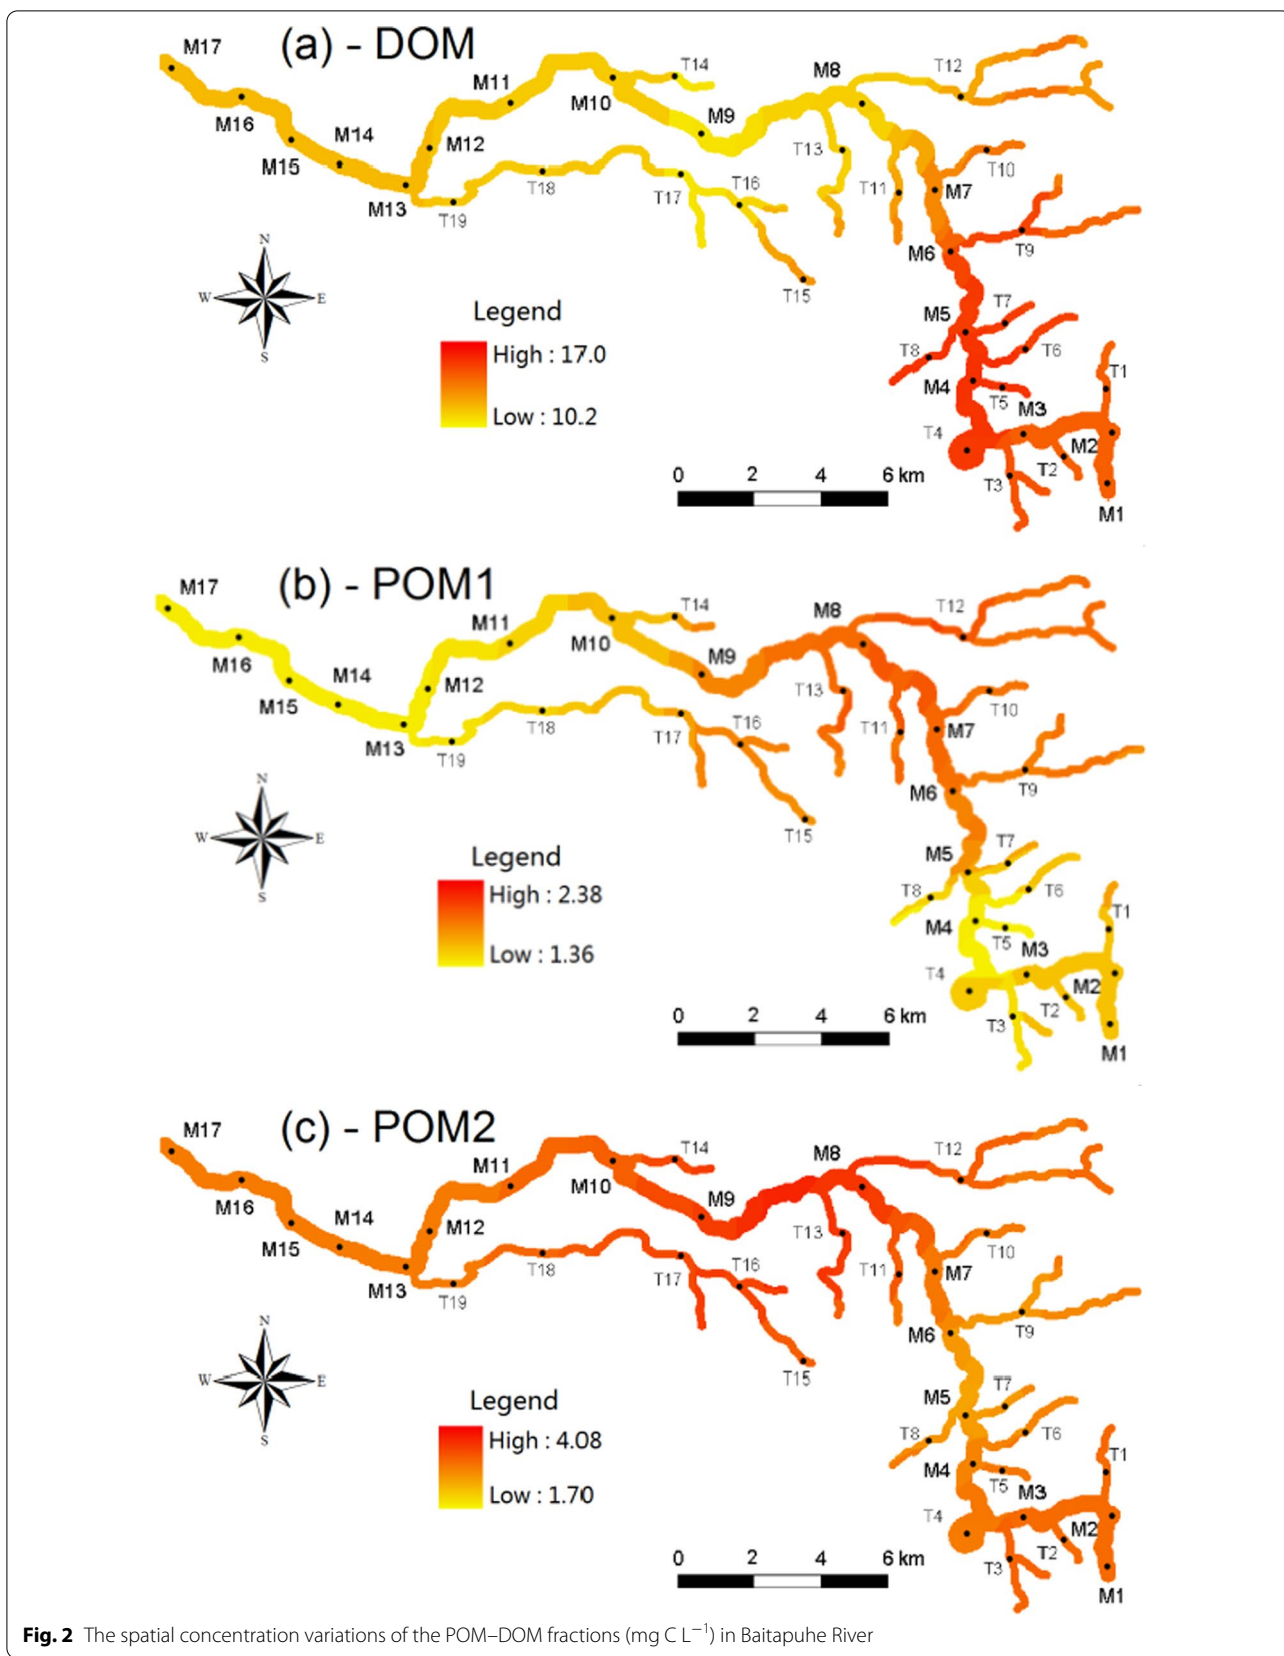 (a) - DOM
M17
M16
M15
M14
M13
M12
M11
M10
T14
M9
M8
T12
T13
T11
T10
M7
T19
T18
T17
T16
T15
M6
T9
M5
T7
T8
T6
M4
T5
T4
M3
T1
M2
T2
T3
M1
N
W
E
S
Legend
High : 17.0
Low : 10.2
0 2 4 6 km
(b) - POM1
M17
M16
M15
M14
M13
M12
M11
M10
T14
M9
M8
T12
T13
T11
T10
M7
T19
T18
T17
T16
T15
M6
T9
M5
T7
T8
T6
M4
T5
T4
M3
T1
M2
T2
T3
M1
N
W
E
S
Legend
High : 2.38
Low : 1.36
0 2 4 6 km
(c) - POM2
M17
M16
M15
M14
M13
M12
M11
M10
T14
M9
M8
T12
T13
T11
T10
M7
T19
T18
T17
T16
T15
M6
T9
M5
T7
T8
T6
M4
T5
T4
M3
T1
M2
T2
T3
M1
N
W
E
S
Legend
High : 4.08
Low : 1.70
0 2 4 6 km
Fig. 2 The spatial concentration variations of the POM–DOM fractions (mg C L⁻¹) in Baitapuhe River